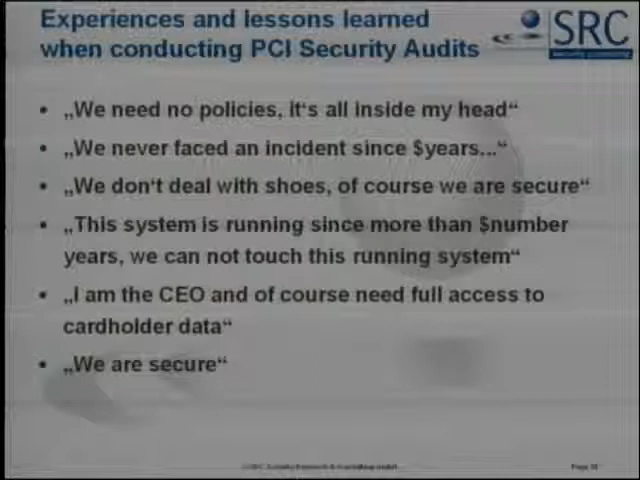 Experiences and lessons learned
when conducting PCI Security Audits
SRC
• „We need no policies, it's all inside my head“
• „We never faced an incident since $years...“
• „We don't deal with shoes, of course we are secure“
• „This system is running since more than $number
years, we can not touch this running system“
• „I am the CEO and of course need full access to
cardholder data“
• „We are secure“
Page